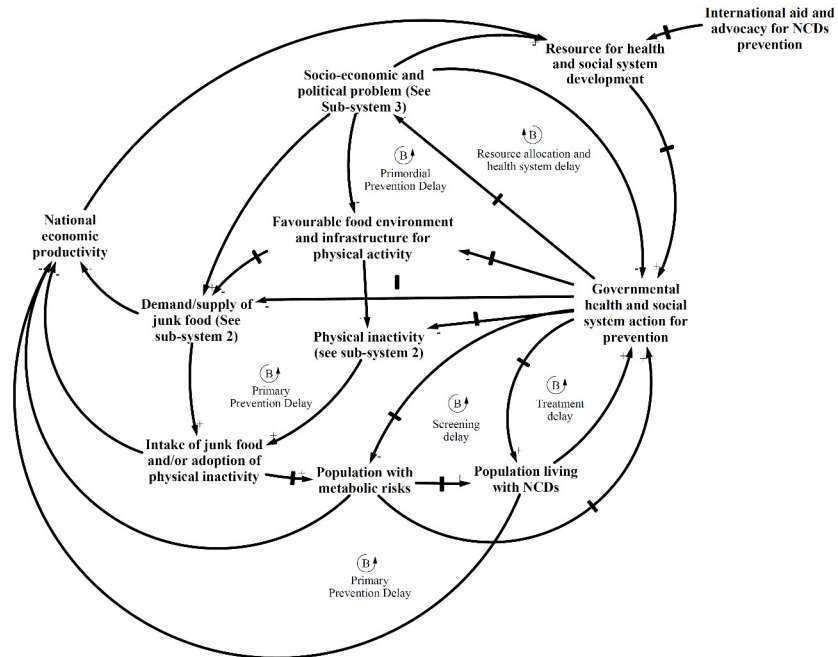 International aid and
advocacy for NCDs
prevention
Resource for health
and social system
development
Socio-economic and
political problem (See
Sub-system 3)
B
Resource allocation and
health system delay
B
Primordial
Prevention Delay
National
economic
productivity
Favourable food environment
and infrastructure for
physical activity
Governmental
health and social
system action for
prevention
Demand/supply of
junk food (See
sub-system 2)
Physical inactivity
(see sub-system 2)
B
Primary
Prevention Delay
B
Screening
delay
B
Treatment
delay
Intake of junk food
and/or adoption of
physical inactivity
Population with
metabolic risks
Population living
with NCDs
B
Primary
Prevention Delay